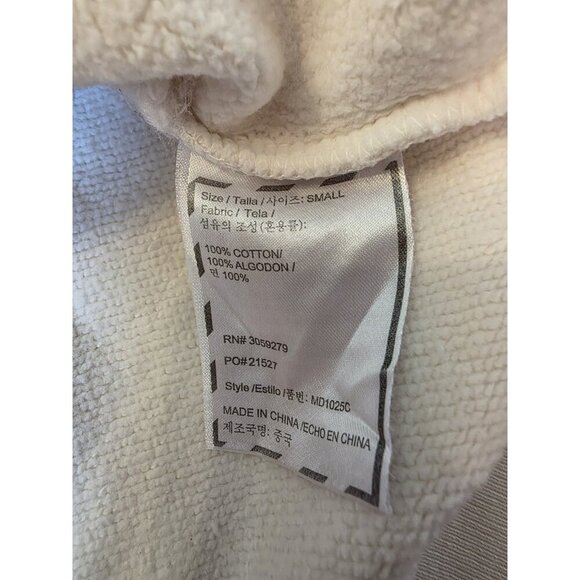 Size / Talla / 사이즈: SMALL
Fabric / Tela /
섬유의 조성(혼용률):
100% COTTON/
100% ALGODON /
면 100%
RN# 3059279
PO#21527
Style /Estilo /품번: MD1025C
MADE IN CHINA /ECHO EN CHINA
제조국명: 중국